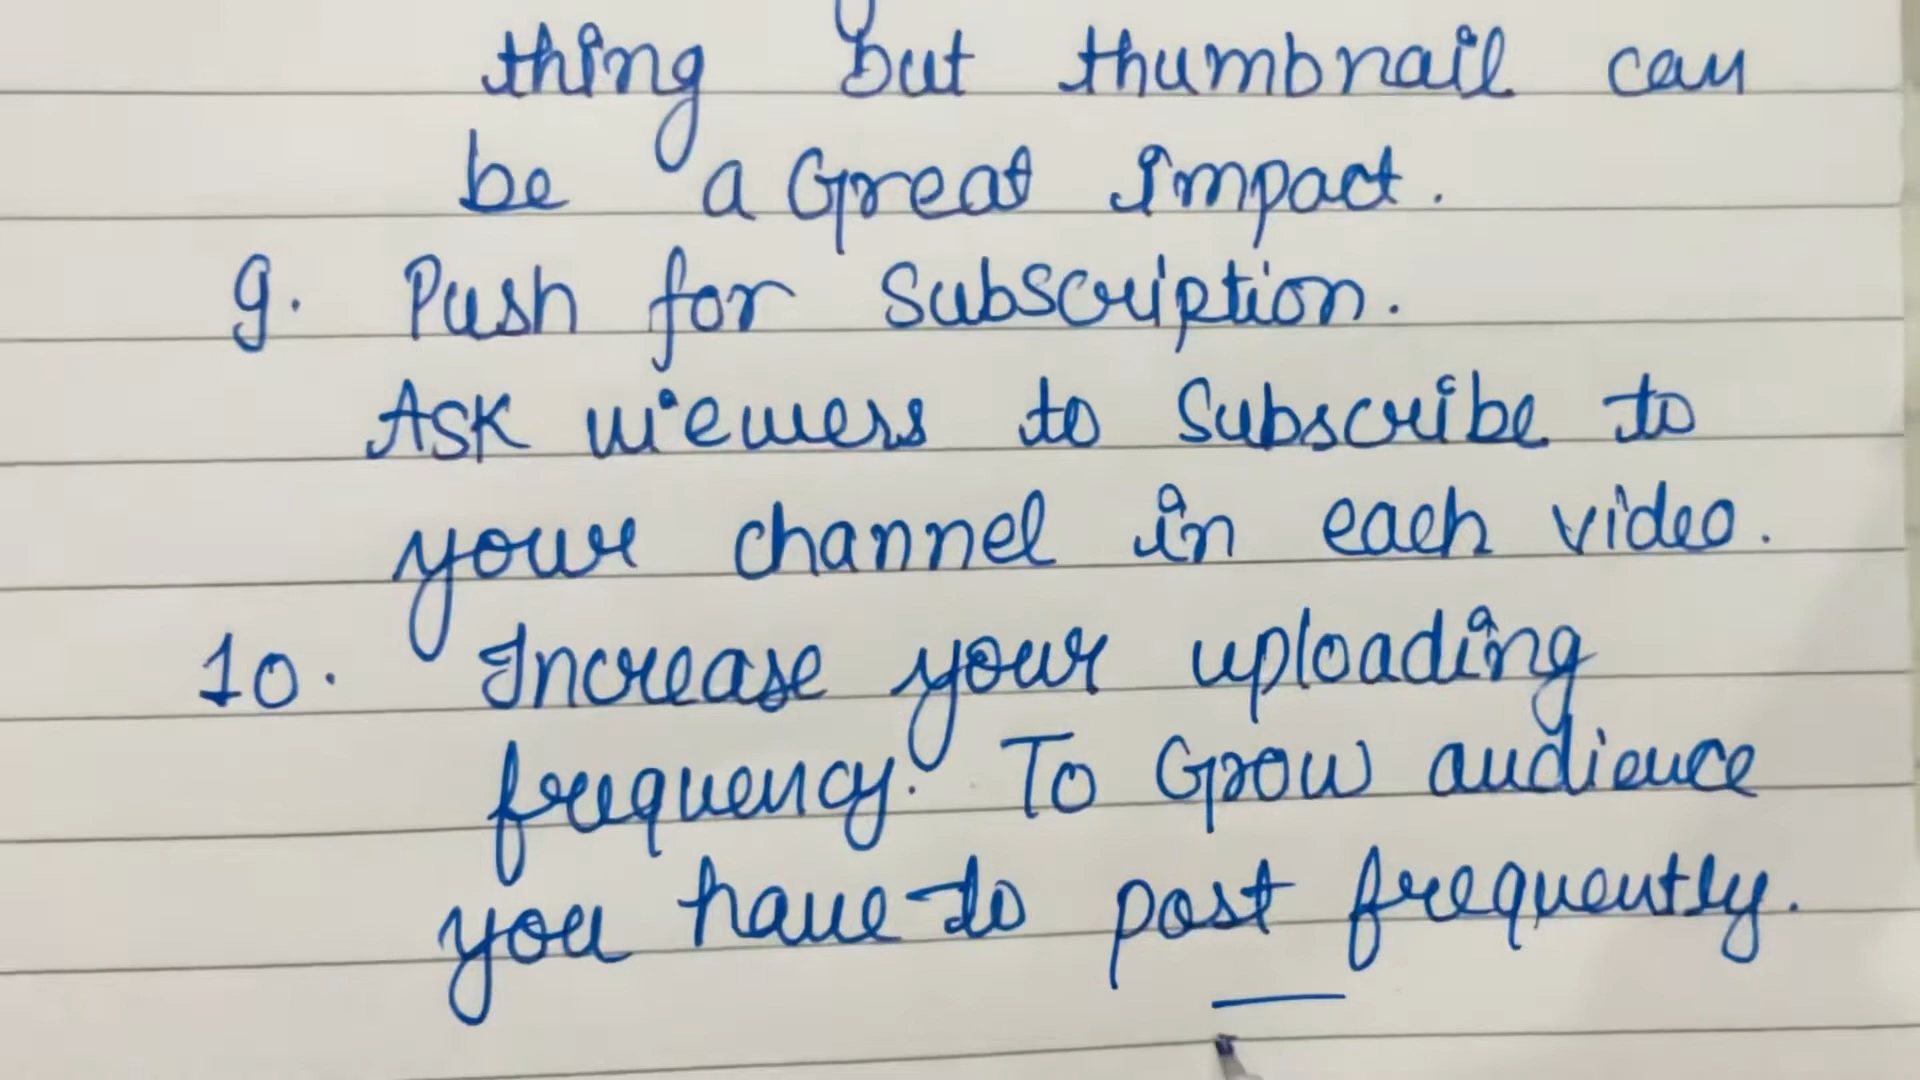 thing but thumbnail can
be a Great Impact.
9. Push for Subscription.
Ask wiewers to Subscribe to
your channel in each video.
10. Increase your uploading
frequency. To Grow audience
you have to post frequently.